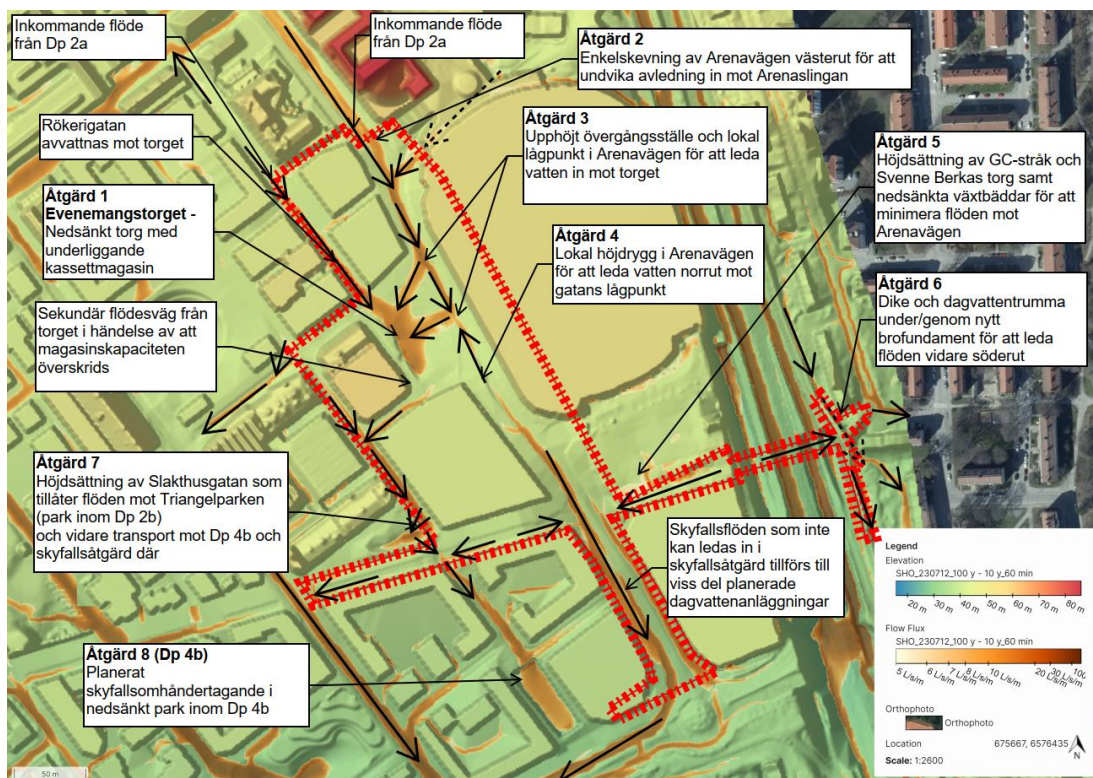 Inkommande flöde
från Dp 2a
Inkommande flöde
från Dp 2a
Åtgärd 2
Enkelskevning av Arenavägen västerut för att
undvika avledning in mot Arenaslingan
Rökerigatan
avvattnas mot torget
Åtgärd 3
Upphöjt övergångsställe och lokal
lågpunkt i Arenavägen för att leda
vatten in mot torget
Åtgärd 5
Höjdsättning av GC-stråk och
Svenne Berkas torg samt
nedsänkta växtbäddar för att
minimera flöden mot
Arenavägen
Åtgärd 1
Evenemangstorget -
Nedsänkt torg med
underliggande
kassettmagasin
Åtgärd 4
Lokal höjdrygg i Arenavägen
för att leda vatten norrut mot
gatans lågpunkt
Åtgärd 6
Dike och dagvattentrumma
under/genom nytt
brofundament för att leda
flöden vidare söderut
Sekundär flödesväg från
torget i händelse av att
magasinskapaciteten
överskrids
Åtgärd 7
Höjdsättning av Slakthusgatan som
tillåter flöden mot Triangelparken
(park inom Dp 2b)
och vidare transport mot Dp 4b och
skyfallsåtgärd där
Skyfallsflöden som inte
kan ledas in i
skyfallsåtgärd tillförs till
viss del planerade
dagvattenanläggningar
Åtgärd 8 (Dp 4b)
Planerat
skyfallsomhändertagande i
nedsänkt park inom Dp 4b
Legend
Elevation
SHO_230712_100 y - 10 y_60 min
20 m 30 m 40 m 50 m 60 m 70 m 80 m
Flow Flux
SHO_230712_100 y - 10 y_60 min
5 L/s/m 6 L/s/m 7 L/s/m 8 L/s/m 10 L/s/m 20 L/s/m 30 L/s/m 100
Orthophoto
Orthophoto
Location 675667, 6576435
Scale: 1:2600
N
50 m